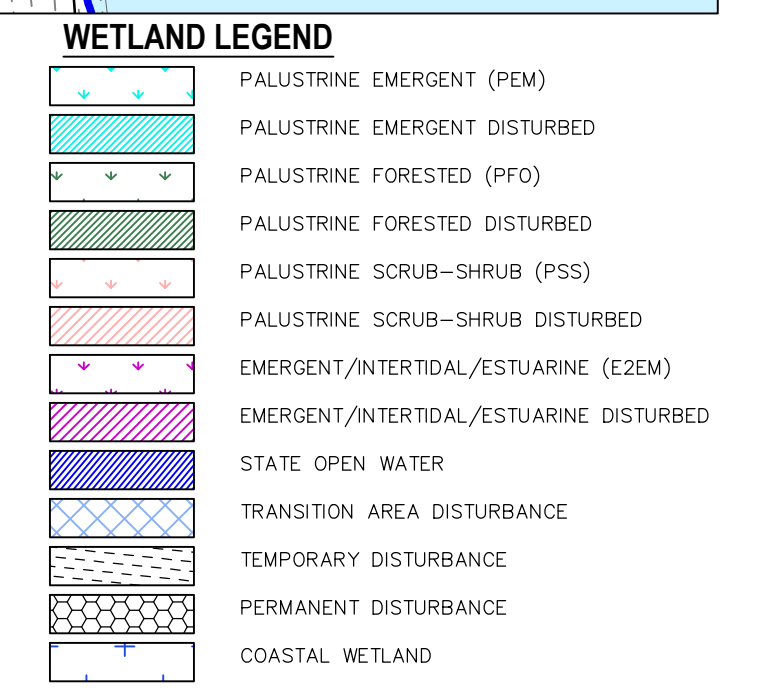 WETLAND LEGEND
PALUSTRINE EMERGENT (PEM)
PALUSTRINE EMERGENT DISTURBED
PALUSTRINE FORESTED (PFO)
PALUSTRINE FORESTED DISTURBED
PALUSTRINE SCRUB-SHRUB (PSS)
PALUSTRINE SCRUB-SHRUB DISTURBED
EMERGENT/INTERTIDAL/ESTUARINE (E2EM)
EMERGENT/INTERTIDAL/ESTUARINE DISTURBED
STATE OPEN WATER
TRANSITION AREA DISTURBANCE
TEMPORARY DISTURBANCE
PERMANENT DISTURBANCE
COASTAL WETLAND